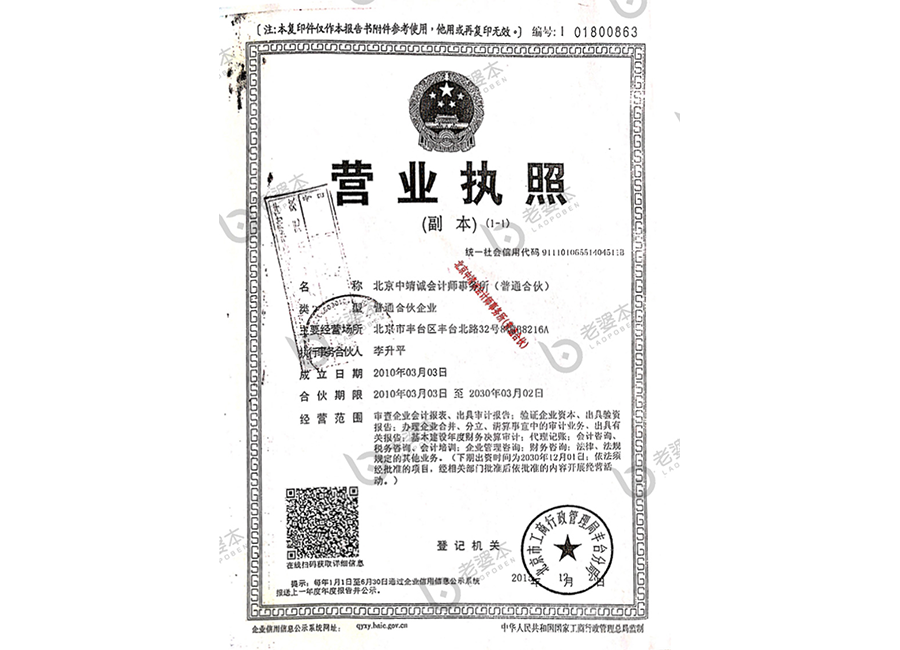 〔注:本复印件仅作本报告书附件参考使用,他用或再复印无效。〕 编号:1 01800863
营业执照
(副 本) (1-1)
统一社会信用代码
名 称 北京中靖诚会计师事务所（普通合伙）
类 型 普通合伙企业
主要经营场所 北京市丰台区丰台北路32号
执行事务合伙人 李升平
成立日期 2010年03月03日
合伙期限 2010年03月03日 至 2030年03月02日
经营范围 审查企业会计报表、出具审计报告；验证企业资本、出具验资
报告；办理企业合并、分立、清算事宜中的审计业务、出具有
关报告；基本建设年度财务决算审计；代理记账；会计咨询、
税务咨询、会计培训；企业管理咨询；财务咨询；法律、法规
规定的其他业务。（下期出资时间为2030年12月01日；依法须
经批准的项目，经相关部门批准后依批准的内容开展经营活
动。）
北京中靖诚会计师事务所(普通合伙)
在线扫码获取详细信息
登记机关
北京市工商行政管理局丰台分局
年 月 日
提示：每年1月1日至6月30日通过企业信用信息公示系统
报送上一年度年度报告并公示。
企业信用信息公示系统网址： qyxy.baic.gov.cn
中华人民共和国国家工商行政管理总局监制
老婆本
LAOPOBEN